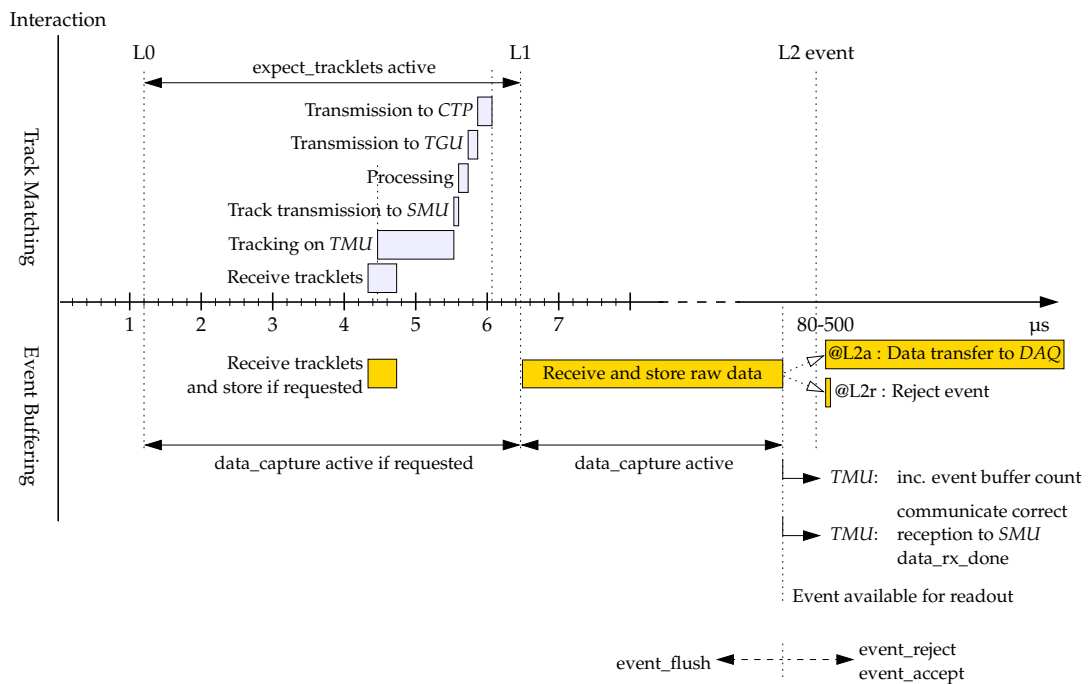 Interaction
L0
L1
L2 event
expect_tracklets active
Track Matching
Transmission to CTP
Transmission to TGU
Processing
Track transmission to SMU
Tracking on TMU
Receive tracklets
1
2
3
4
5
6
7
80-500
µs
Event Buffering
Receive tracklets
and store if requested
Receive and store raw data
@L2a : Data transfer to DAQ
@L2r : Reject event
data_capture active if requested
data_capture active
TMU: inc. event buffer count
communicate correct
TMU: reception to SMU
data_rx_done
Event available for readout
event_flush
event_reject
event_accept